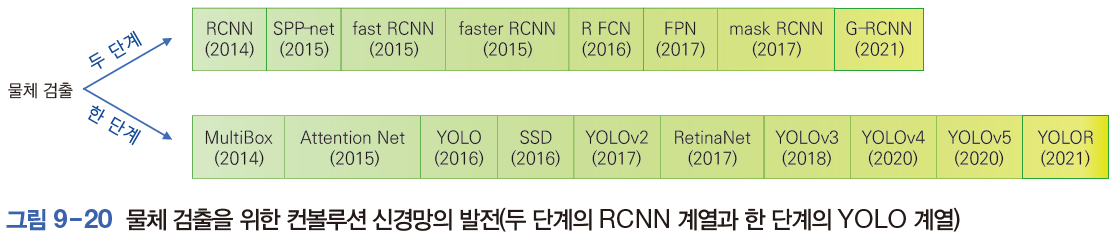 RCNN SPP-net fast RCNN faster RCNN R FCN FPN mask RCNN G-RCNN
(2014) (2015) (2015) (2015) (2016) (2017) (2017) (2021)
두 단계
물체 검출
한 단계
MultiBox Attention Net YOLO SSD YOLOv2 RetinaNet YOLOv3 YOLOv4 YOLOv5 YOLOR
(2014) (2015) (2016) (2016) (2017) (2017) (2018) (2020) (2020) (2021)
그림 9-20 물체 검출을 위한 컨볼루션 신경망의 발전(두 단계의 RCNN 계열과 한 단계의 YOLO 계열)